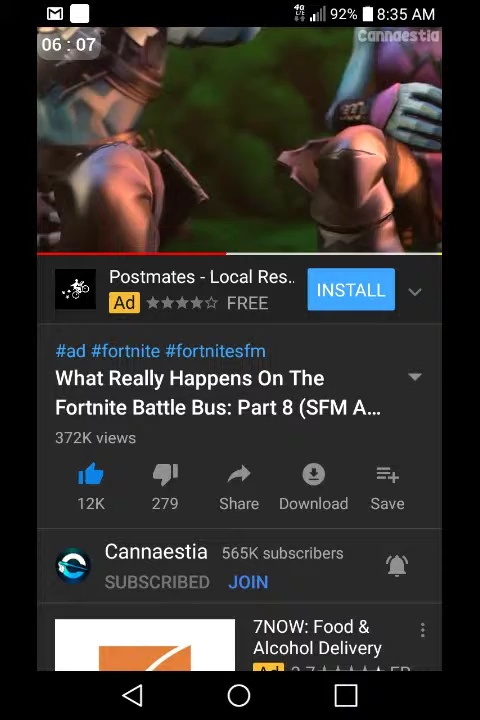 4G LTE 92% 8:35 AM
06 : 07
Cannaestia
Postmates - Local Res..
INSTALL
Ad FREE
#ad #fortnite #fortnitesfm
What Really Happens On The
Fortnite Battle Bus: Part 8 (SFM A...
372K views
12K 279 Share Download Save
Cannaestia 565K subscribers
SUBSCRIBED JOIN
7NOW: Food &
Alcohol Delivery
Ad